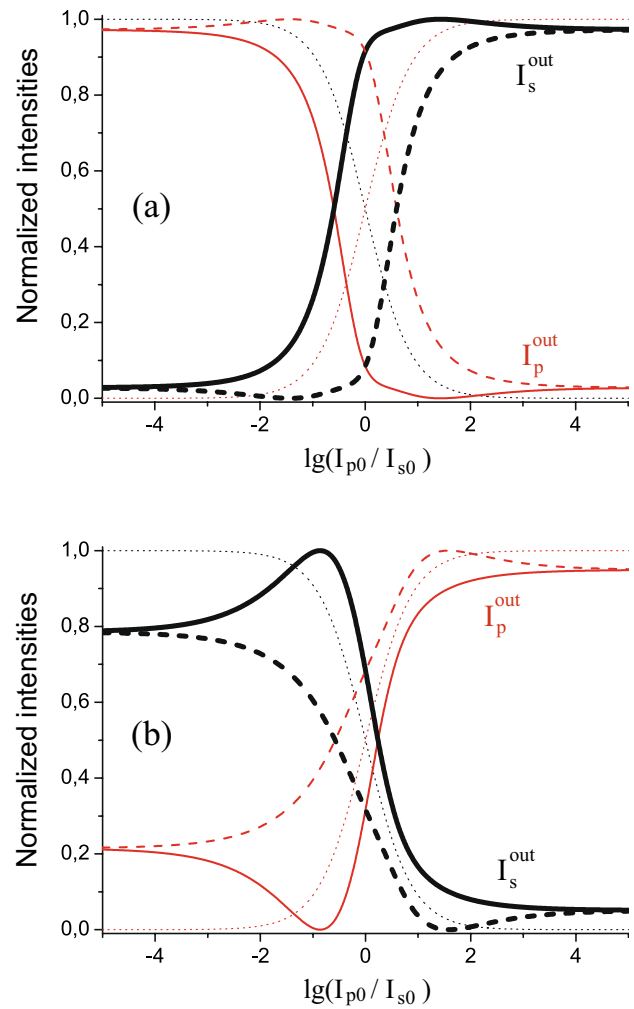 1,0
0,8
0,6
0,4
0,2
0,0
Normalized intensities
(a)
I_s^out
I_p^out
-4 -2 0 2 4
lg(I_p0 / I_s0 )
1,0
0,8
0,6
0,4
0,2
0,0
Normalized intensities
(b)
I_p^out
I_s^out
-4 -2 0 2 4
lg(I_p0 / I_s0 )